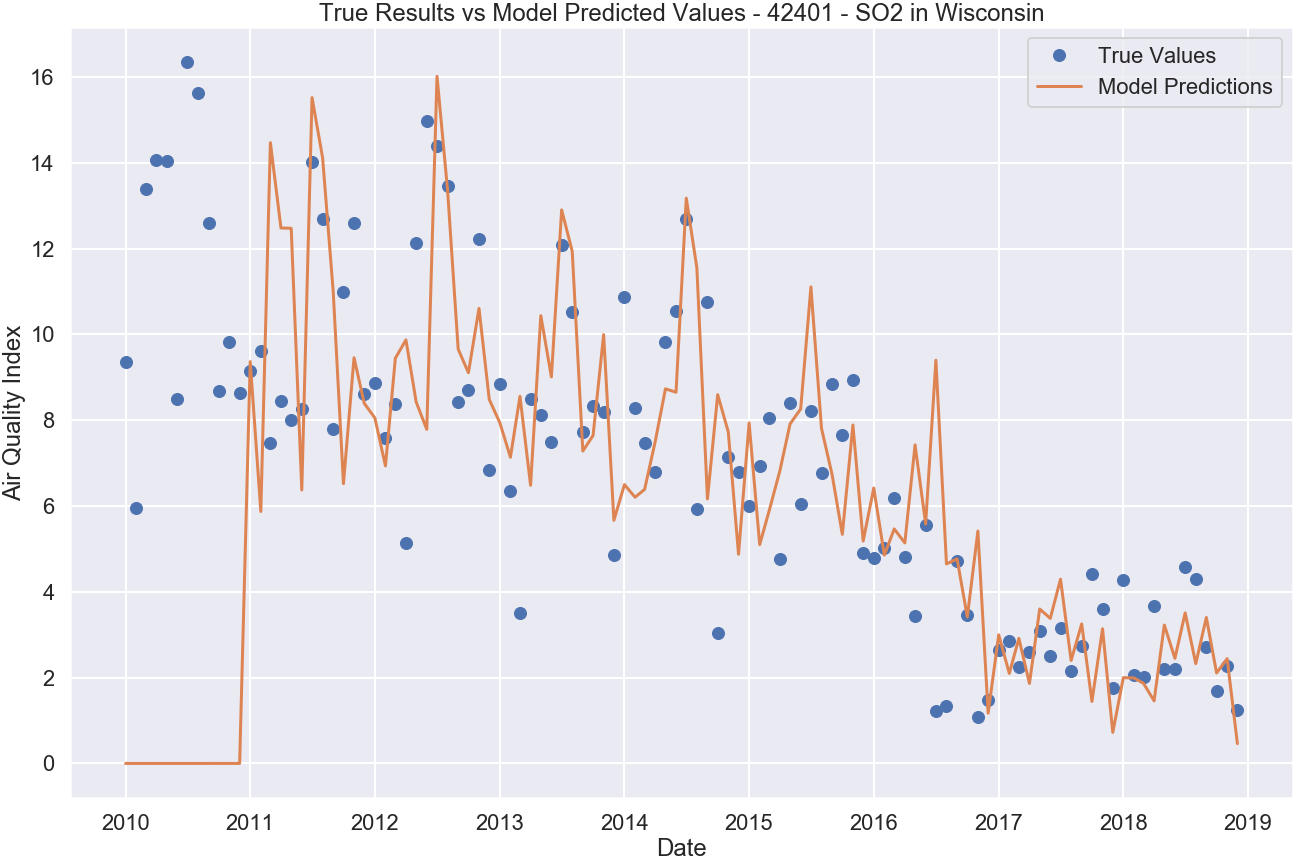 True Results vs Model Predicted Values - 42401 - SO2 in Wisconsin
True Values
Model Predictions
16
14
12
10
8
6
4
2
0
Air Quality Index
2010 2011 2012 2013 2014 2015 2016 2017 2018 2019
Date